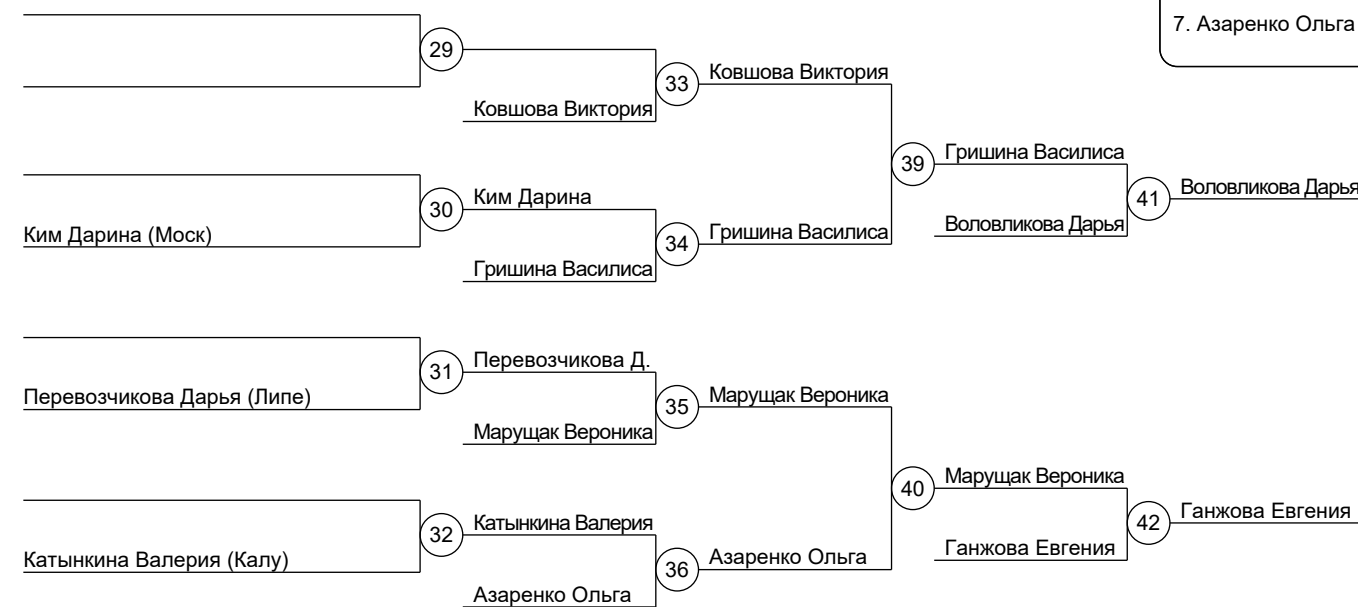 7. Азаренко Ольга
29
33
Ковшова Виктория
Ковшова Виктория
39
Гришина Василиса
30
Ким Дарина
41
Воловликова Дарья
Ким Дарина (Моск)
34
Гришина Василиса
Воловликова Дарья
Гришина Василиса
31
Перевозчикова Д.
Перевозчикова Дарья (Липе)
35
Марущак Вероника
Марущак Вероника
40
Марущак Вероника
32
Катынкина Валерия
42
Ганжова Евгения
Катынкина Валерия (Калу)
36
Азаренко Ольга
Ганжова Евгения
Азаренко Ольга